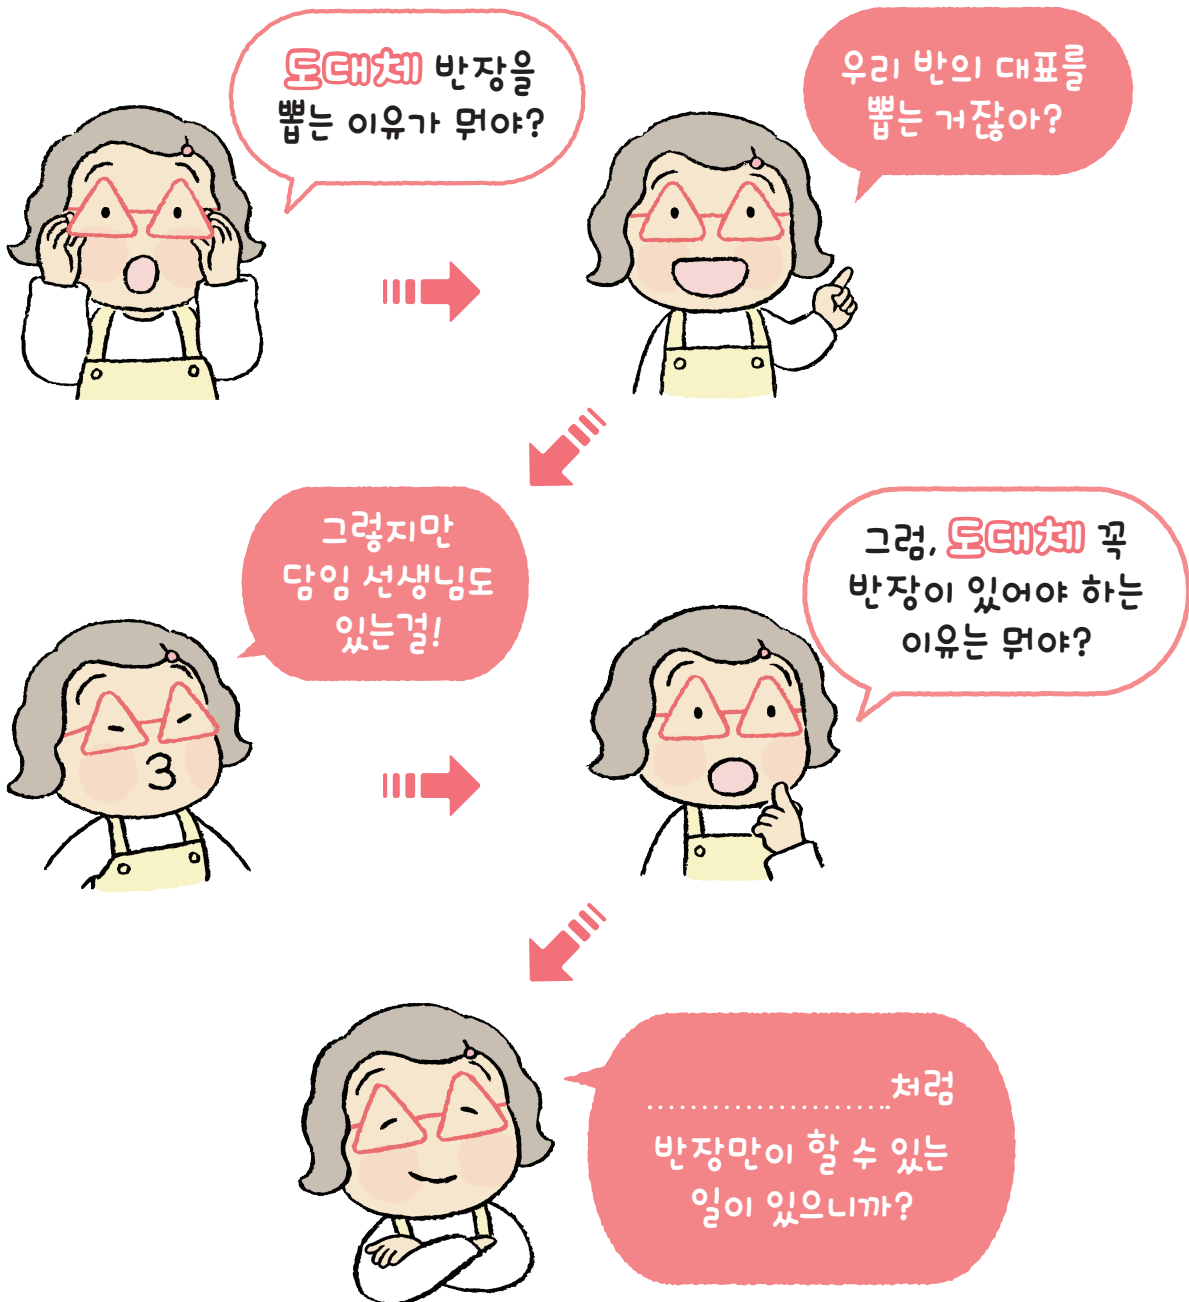 도대체 반장을
뽑는 이유가 뭐야?
우리 반의 대표를
뽑는 거잖아?
그렇지만
담임 선생님도
있는걸!
그럼, 도대체 꼭
반장이 있어야 하는
이유는 뭐야?
........................처럼
반장만이 할 수 있는
일이 있으니까?